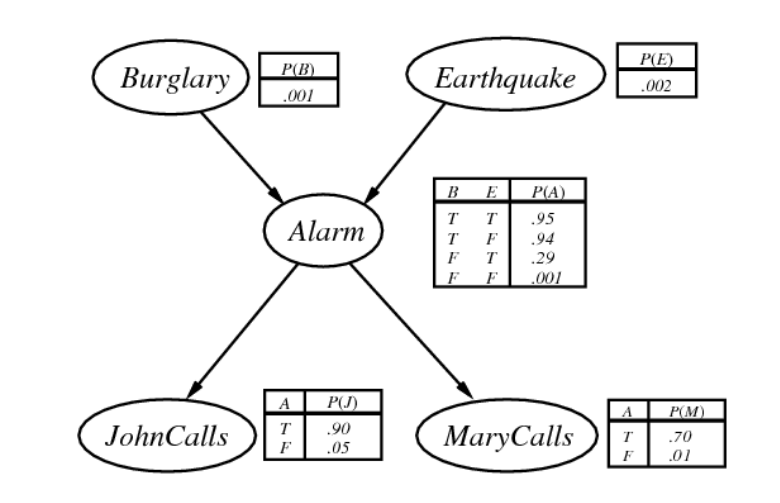 Burglary
P(B)
.001
Earthquake
P(E)
.002
Alarm
B E P(A)
T T .95
T F .94
F T .29
F F .001
JohnCalls
A P(J)
T .90
F .05
MaryCalls
A P(M)
T .70
F .01